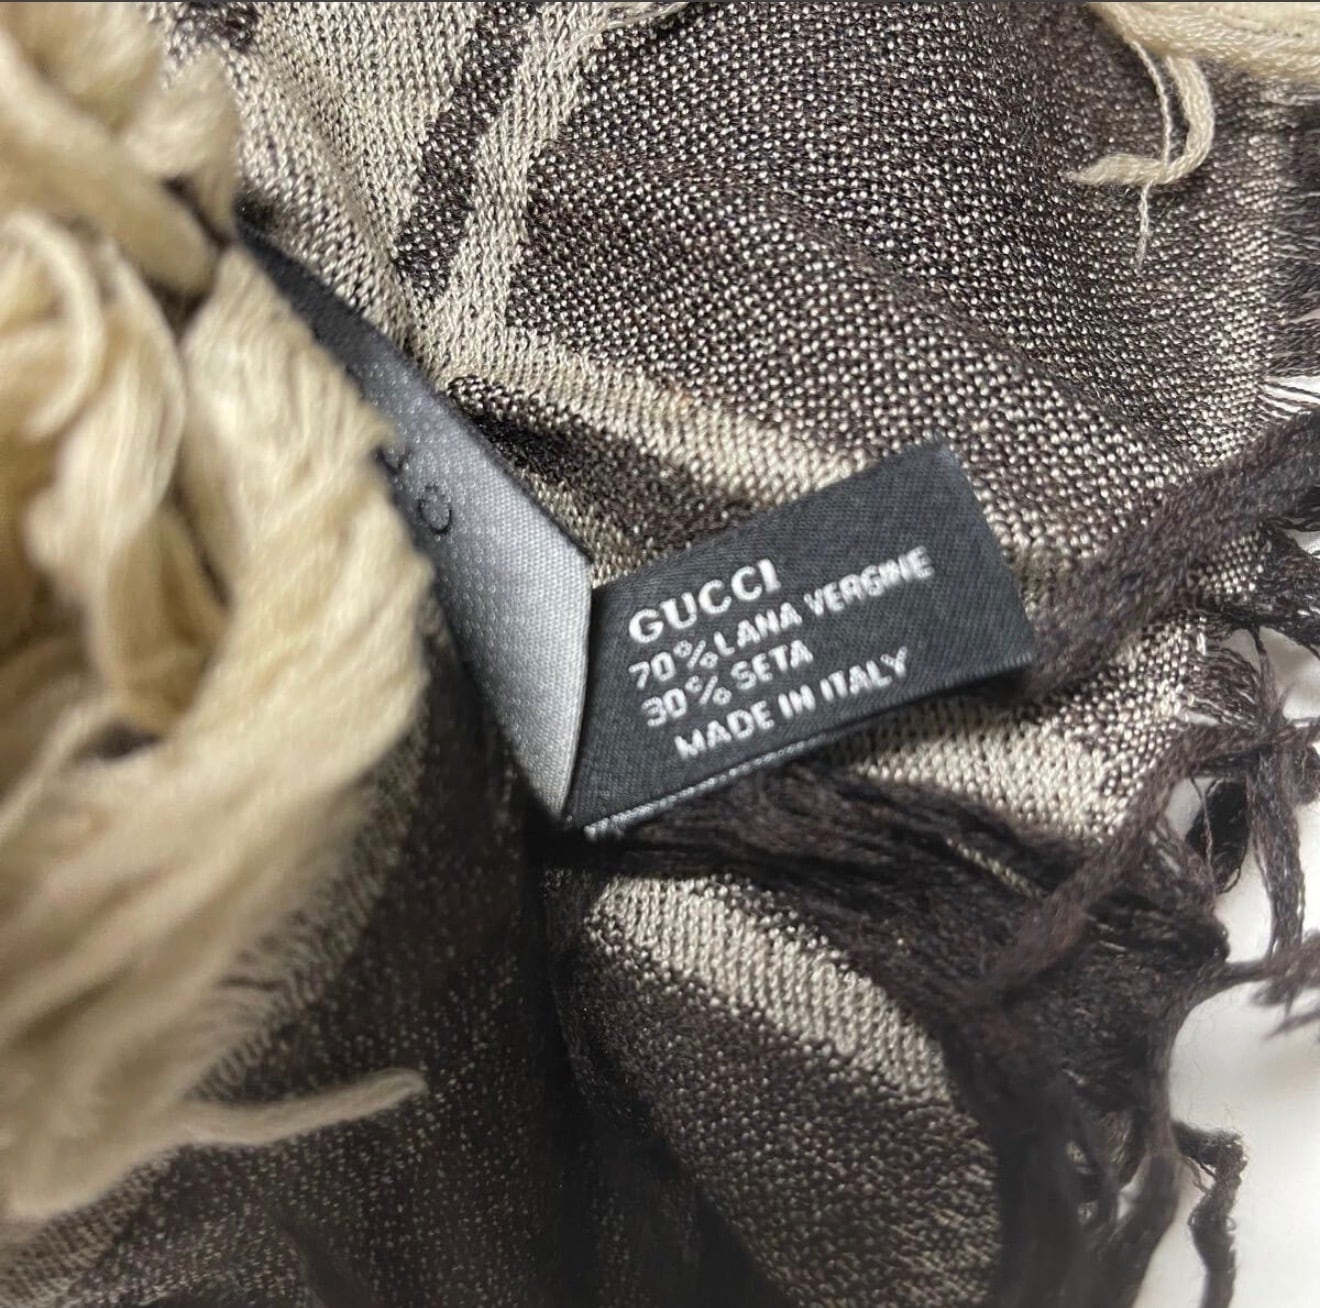 GUCCI
70% LANA VERGINE
30% SETA
MADE IN ITALY